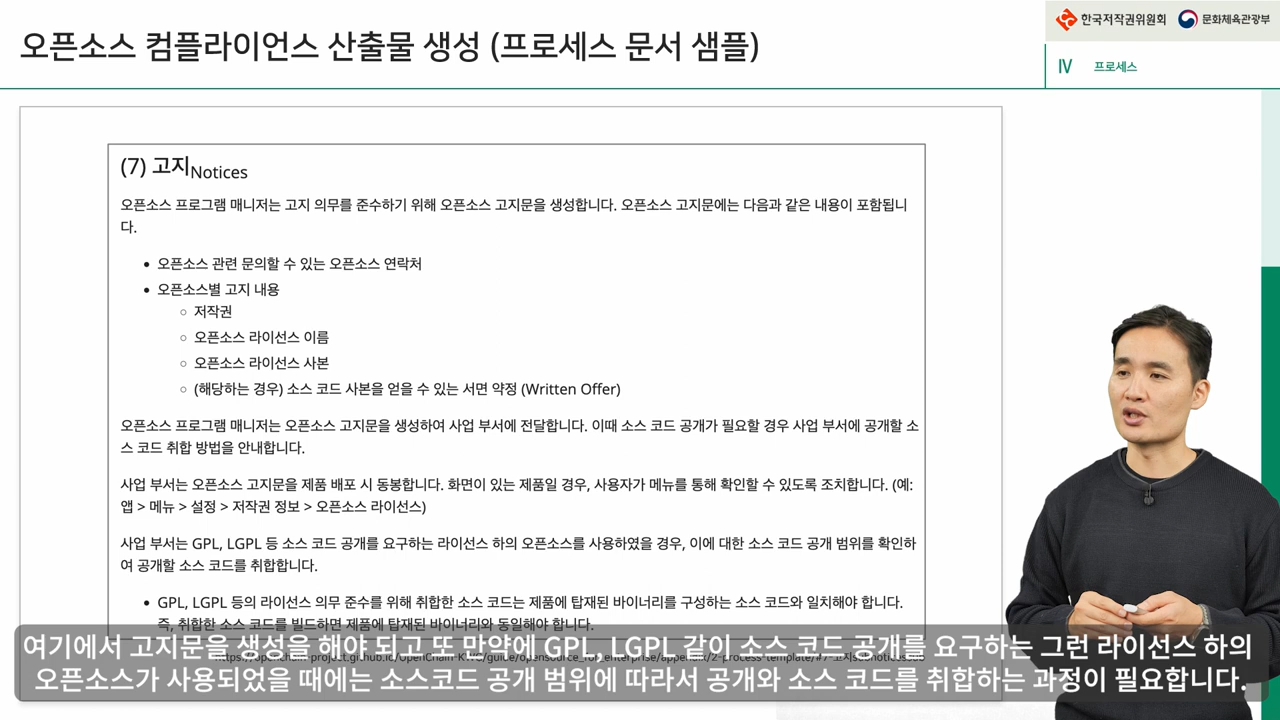 오픈소스 컴플라이언스 산출물 생성 (프로세스 문서 샘플)
한국저작권위원회
문화체육관광부
IV 프로세스
(7) 고지Notices
오픈소스 프로그램 매니저는 고지 의무를 준수하기 위해 오픈소스 고지문을 생성합니다. 오픈소스 고지문에는 다음과 같은 내용이 포함됩니
다.
• 오픈소스 관련 문의할 수 있는 오픈소스 연락처
• 오픈소스별 고지 내용
○ 저작권
○ 오픈소스 라이선스 이름
○ 오픈소스 라이선스 사본
○ (해당하는 경우) 소스 코드 사본을 얻을 수 있는 서면 약정 (Written Offer)
오픈소스 프로그램 매니저는 오픈소스 고지문을 생성하여 사업 부서에 전달합니다. 이때 소스 코드 공개가 필요할 경우 사업 부서에 공개할 소
스 코드 취합 방법을 안내합니다.
사업 부서는 오픈소스 고지문을 제품 배포 시 동봉합니다. 화면이 있는 제품일 경우, 사용자가 메뉴를 통해 확인할 수 있도록 조치합니다. (예:
앱 > 메뉴 > 설정 > 저작권 정보 > 오픈소스 라이선스)
사업 부서는 GPL, LGPL 등 소스 코드 공개를 요구하는 라이선스 하의 오픈소스를 사용하였을 경우, 이에 대한 소스 코드 공개 범위를 확인하
여 공개할 소스 코드를 취합합니다.
• GPL, LGPL 등의 라이선스 의무 준수를 위해 취합한 소스 코드는 제품에 탑재된 바이너리를 구성하는 소스 코드와 일치해야 합니다.
즉, 취합한 소스 코드를 빌드하면 제품에 탑재된 바이너리와 동일해야 합니다.
여기에서 고지문을 생성을 해야 되고 또 만약에 GPL, LGPL 같이 소스 코드 공개를 요구하는 그런 라이선스 하의
오픈소스가 사용되었을 때에는 소스코드 공개 범위에 따라서 공개와 소스 코드를 취합하는 과정이 필요합니다.